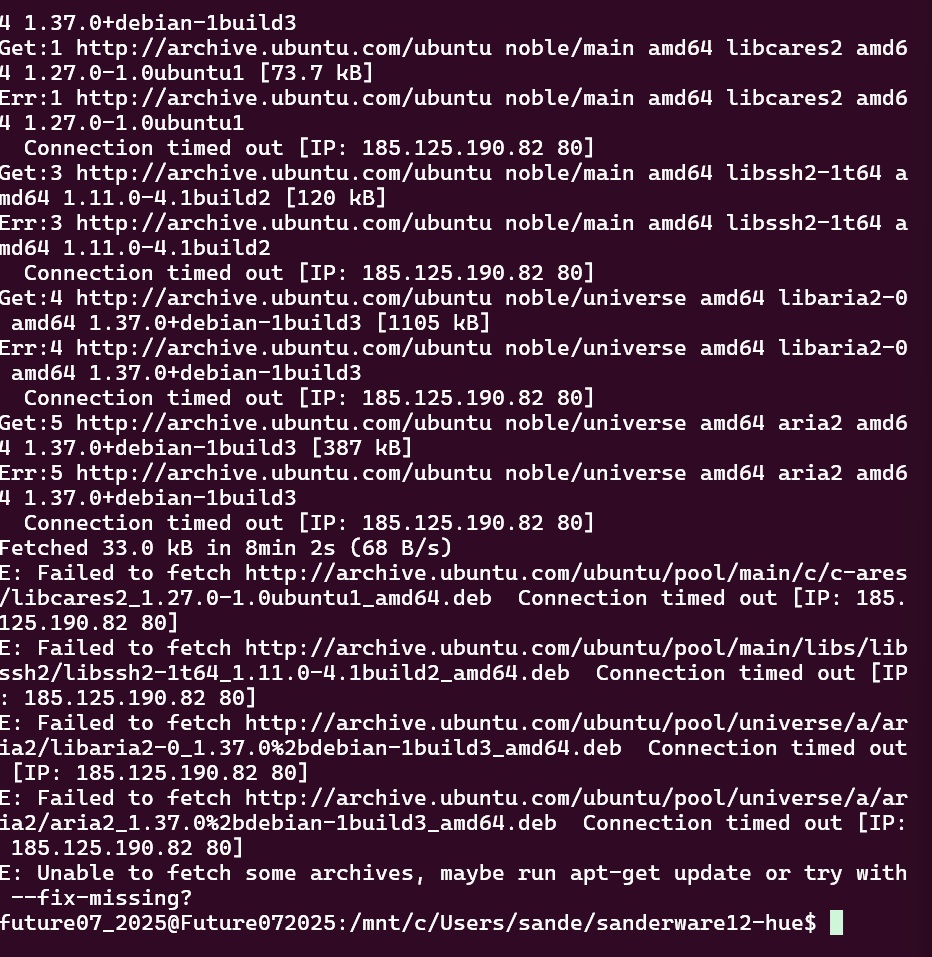 4 1.37.0+debian-1build3
Get:1 http://archive.ubuntu.com/ubuntu noble/main amd64 libcares2 amd6
4 1.27.0-1.0ubuntu1 [73.7 kB]
Err:1 http://archive.ubuntu.com/ubuntu noble/main amd64 libcares2 amd6
4 1.27.0-1.0ubuntu1
  Connection timed out [IP: 185.125.190.82 80]
Get:3 http://archive.ubuntu.com/ubuntu noble/main amd64 libssh2-1t64 a
md64 1.11.0-4.1build2 [120 kB]
Err:3 http://archive.ubuntu.com/ubuntu noble/main amd64 libssh2-1t64 a
md64 1.11.0-4.1build2
  Connection timed out [IP: 185.125.190.82 80]
Get:4 http://archive.ubuntu.com/ubuntu noble/universe amd64 libaria2-0
 amd64 1.37.0+debian-1build3 [1105 kB]
Err:4 http://archive.ubuntu.com/ubuntu noble/universe amd64 libaria2-0
 amd64 1.37.0+debian-1build3
  Connection timed out [IP: 185.125.190.82 80]
Get:5 http://archive.ubuntu.com/ubuntu noble/universe amd64 aria2 amd6
4 1.37.0+debian-1build3 [387 kB]
Err:5 http://archive.ubuntu.com/ubuntu noble/universe amd64 aria2 amd6
4 1.37.0+debian-1build3
  Connection timed out [IP: 185.125.190.82 80]
Fetched 33.0 kB in 8min 2s (68 B/s)
E: Failed to fetch http://archive.ubuntu.com/ubuntu/pool/main/c/c-ares
/libcares2_1.27.0-1.0ubuntu1_amd64.deb  Connection timed out [IP: 185.
125.190.82 80]
E: Failed to fetch http://archive.ubuntu.com/ubuntu/pool/main/libs/lib
ssh2/libssh2-1t64_1.11.0-4.1build2_amd64.deb  Connection timed out [IP
: 185.125.190.82 80]
E: Failed to fetch http://archive.ubuntu.com/ubuntu/pool/universe/a/ar
ia2/libaria2-0_1.37.0%2bdebian-1build3_amd64.deb  Connection timed out
 [IP: 185.125.190.82 80]
E: Failed to fetch http://archive.ubuntu.com/ubuntu/pool/universe/a/ar
ia2/aria2_1.37.0%2bdebian-1build3_amd64.deb  Connection timed out [IP:
 185.125.190.82 80]
E: Unable to fetch some archives, maybe run apt-get update or try with
 --fix-missing?
future07_2025@Future072025:/mnt/c/Users/sande/sanderware12-hue$